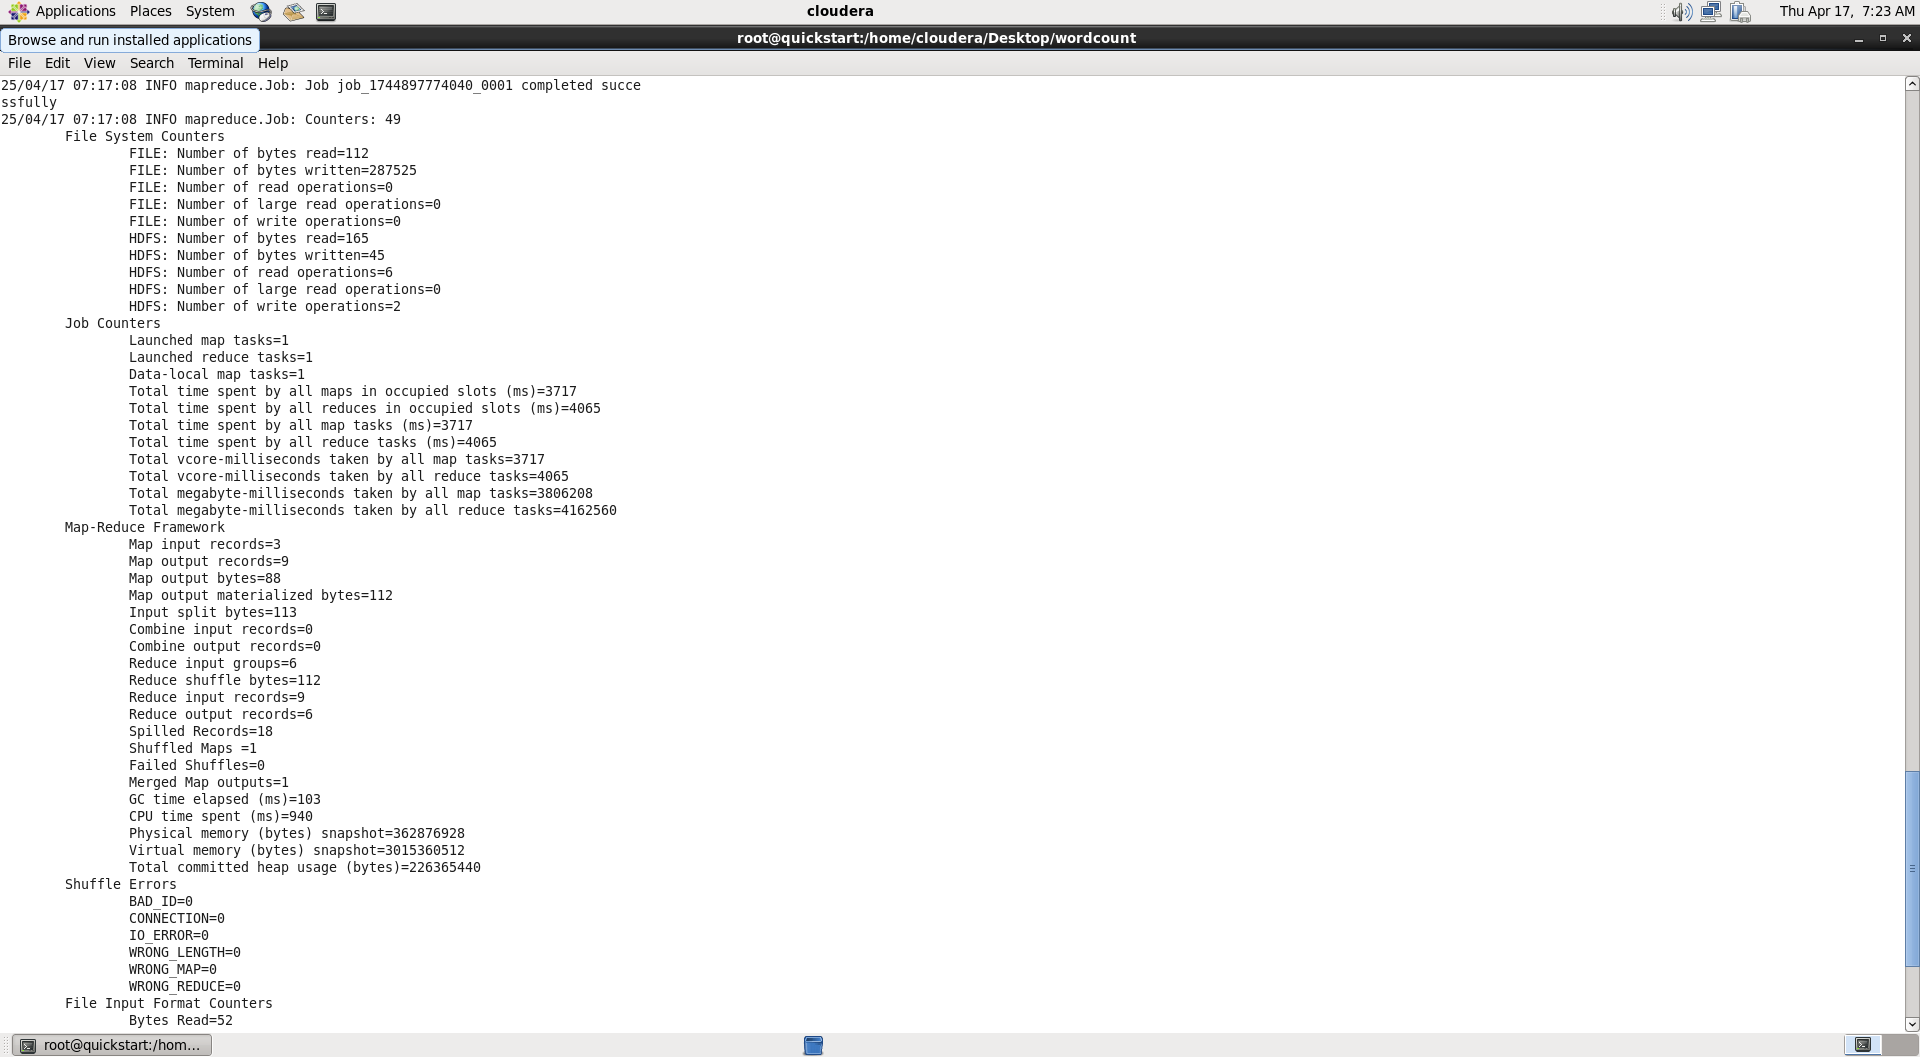 Applications Places System cloudera Thu Apr 17, 7:23 AM
Browse and run installed applications
root@quickstart:/home/cloudera/Desktop/wordcount
File Edit View Search Terminal Help
25/04/17 07:17:08 INFO mapreduce.Job: Job job_1744897774040_0001 completed succe
ssfully
25/04/17 07:17:08 INFO mapreduce.Job: Counters: 49
File System Counters
FILE: Number of bytes read=112
FILE: Number of bytes written=287525
FILE: Number of read operations=0
FILE: Number of large read operations=0
FILE: Number of write operations=0
HDFS: Number of bytes read=165
HDFS: Number of bytes written=45
HDFS: Number of read operations=6
HDFS: Number of large read operations=0
HDFS: Number of write operations=2
Job Counters
Launched map tasks=1
Launched reduce tasks=1
Data-local map tasks=1
Total time spent by all maps in occupied slots (ms)=3717
Total time spent by all reduces in occupied slots (ms)=4065
Total time spent by all map tasks (ms)=3717
Total time spent by all reduce tasks (ms)=4065
Total vcore-milliseconds taken by all map tasks=3717
Total vcore-milliseconds taken by all reduce tasks=4065
Total megabyte-milliseconds taken by all map tasks=3806208
Total megabyte-milliseconds taken by all reduce tasks=4162560
Map-Reduce Framework
Map input records=3
Map output records=9
Map output bytes=88
Map output materialized bytes=112
Input split bytes=113
Combine input records=0
Combine output records=0
Reduce input groups=6
Reduce shuffle bytes=112
Reduce input records=9
Reduce output records=6
Spilled Records=18
Shuffled Maps =1
Failed Shuffles=0
Merged Map outputs=1
GC time elapsed (ms)=103
CPU time spent (ms)=940
Physical memory (bytes) snapshot=362876928
Virtual memory (bytes) snapshot=3015360512
Total committed heap usage (bytes)=226365440
Shuffle Errors
BAD_ID=0
CONNECTION=0
IO_ERROR=0
WRONG_LENGTH=0
WRONG_MAP=0
WRONG_REDUCE=0
File Input Format Counters
Bytes Read=52
root@quickstart:/hom...